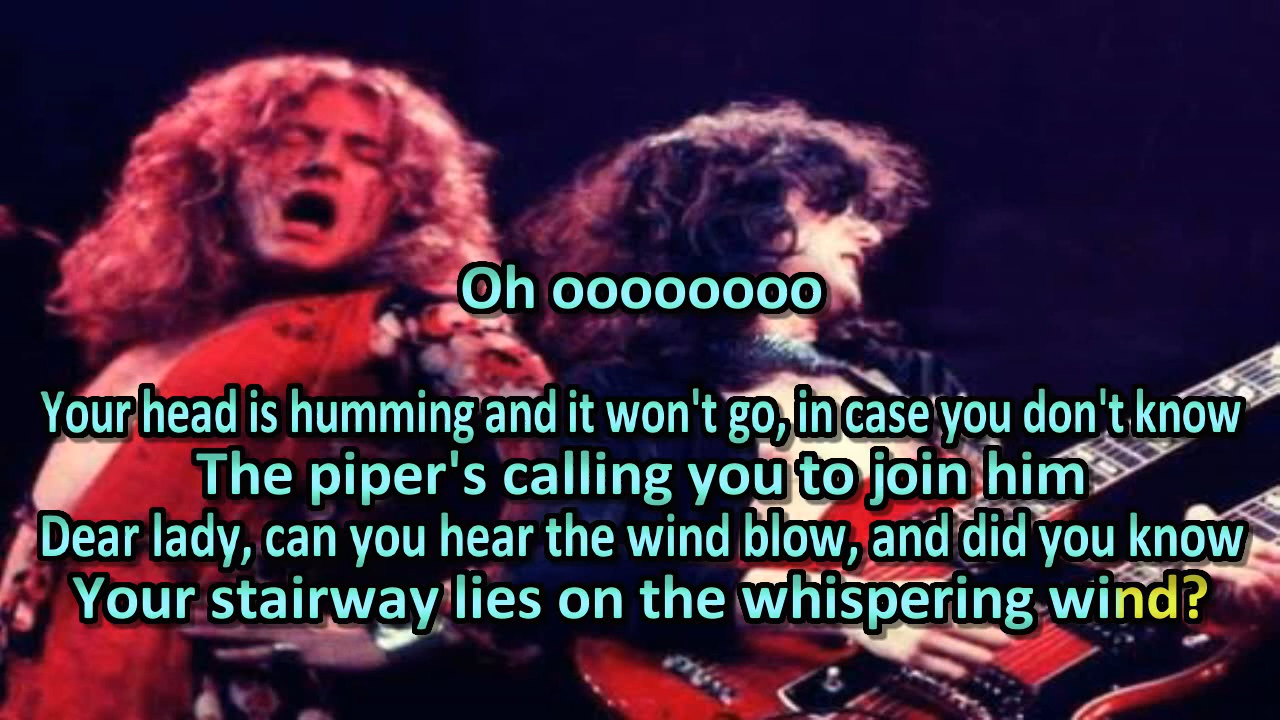 Oh oooooooo
Your head is humming and it won't go, in case you don't know
The piper's calling you to join him
Dear lady, can you hear the wind blow, and did you know
Your stairway lies on the whispering wind?